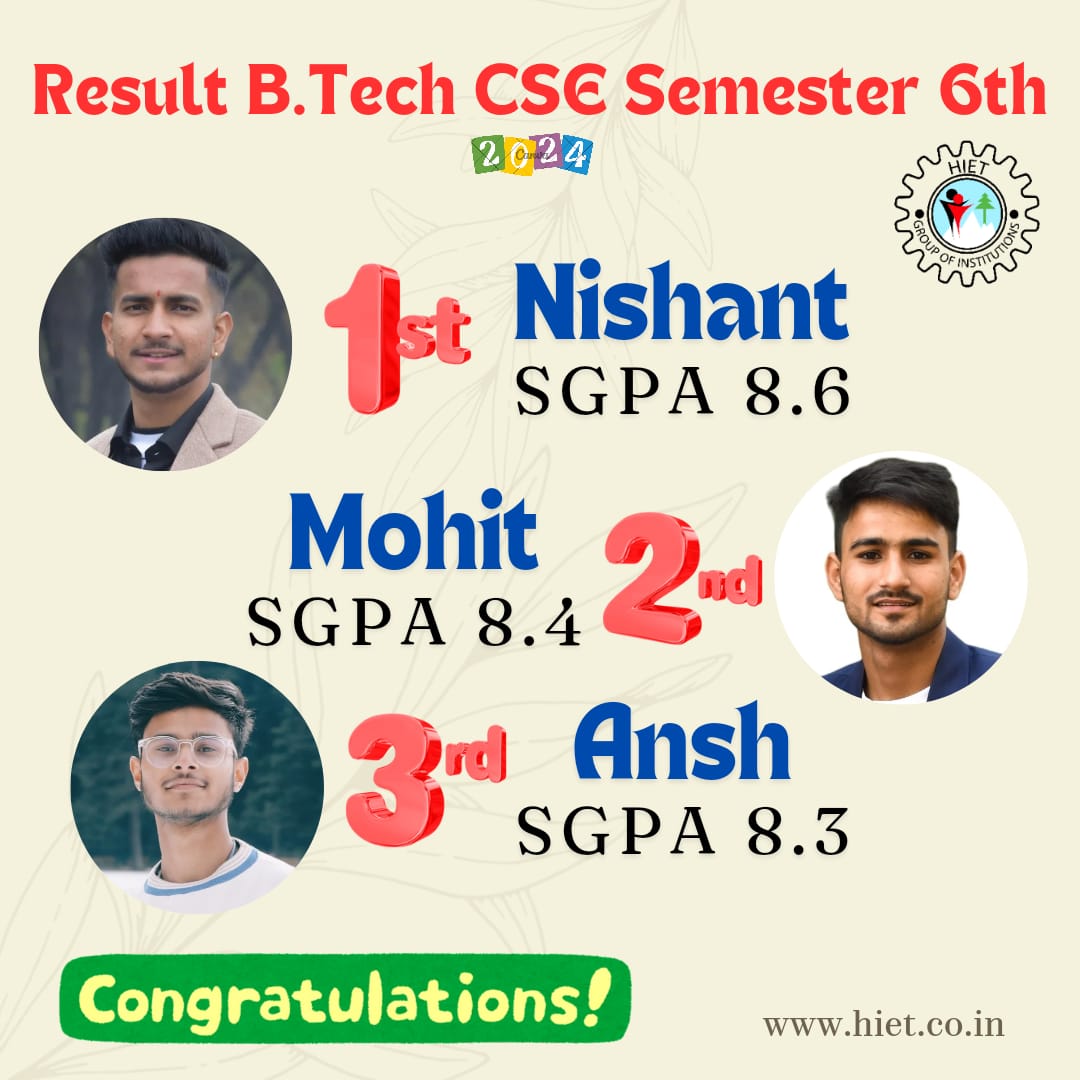 Result B.Tech CSE Semester 6th
2024
Canva
HIET
GROUP OF INSTITUTIONS
1st
Nishant
SGPA 8.6
Mohit
2nd
SGPA 8.4
3rd
Ansh
SGPA 8.3
Congratulations!
www.hiet.co.in